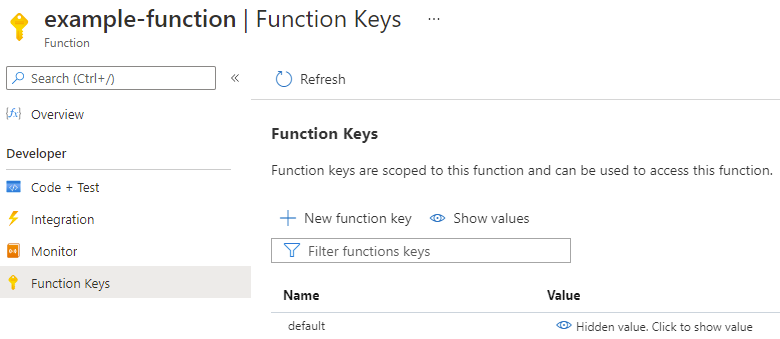 example-function | Function Keys ...
Function
Search (Ctrl+/) «
Refresh
{fx} Overview
Developer
Code + Test
Integration
Monitor
Function Keys
Function Keys
Function keys are scoped to this function and can be used to access this function.
New function key Show values
Filter functions keys
Name Value
default Hidden value. Click to show value